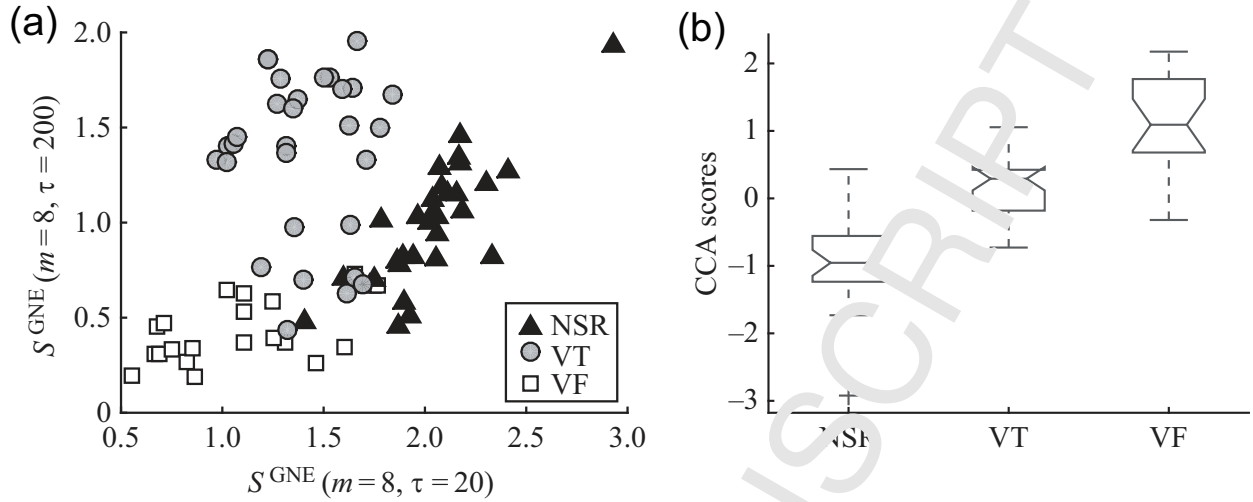 (a)
S^GNE (m = 8, τ = 200)
2.0
1.5
1.0
0.5
0
0.5 1.0 1.5 2.0 2.5 3.0
S^GNE (m = 8, τ = 20)
NSR
VT
VF
(b)
CCA scores
2
1
0
−1
−2
−3
NSR VT VF
ISCRIPT